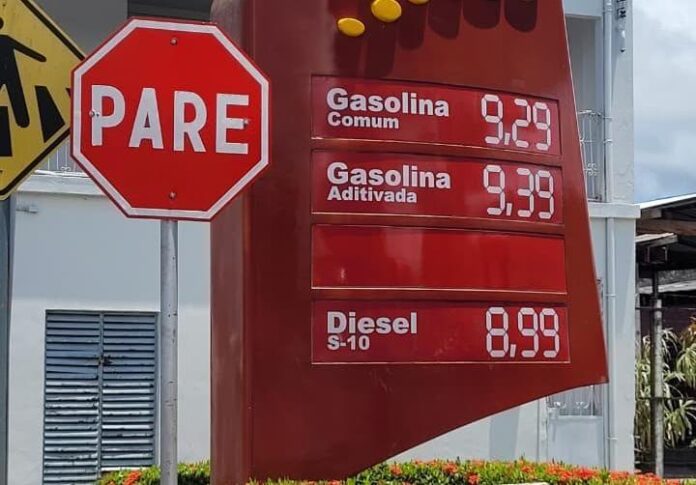 PARE
Gasolina
Comum
9,29
Gasolina
Aditivada
9,39
Diesel
S-10
8,99